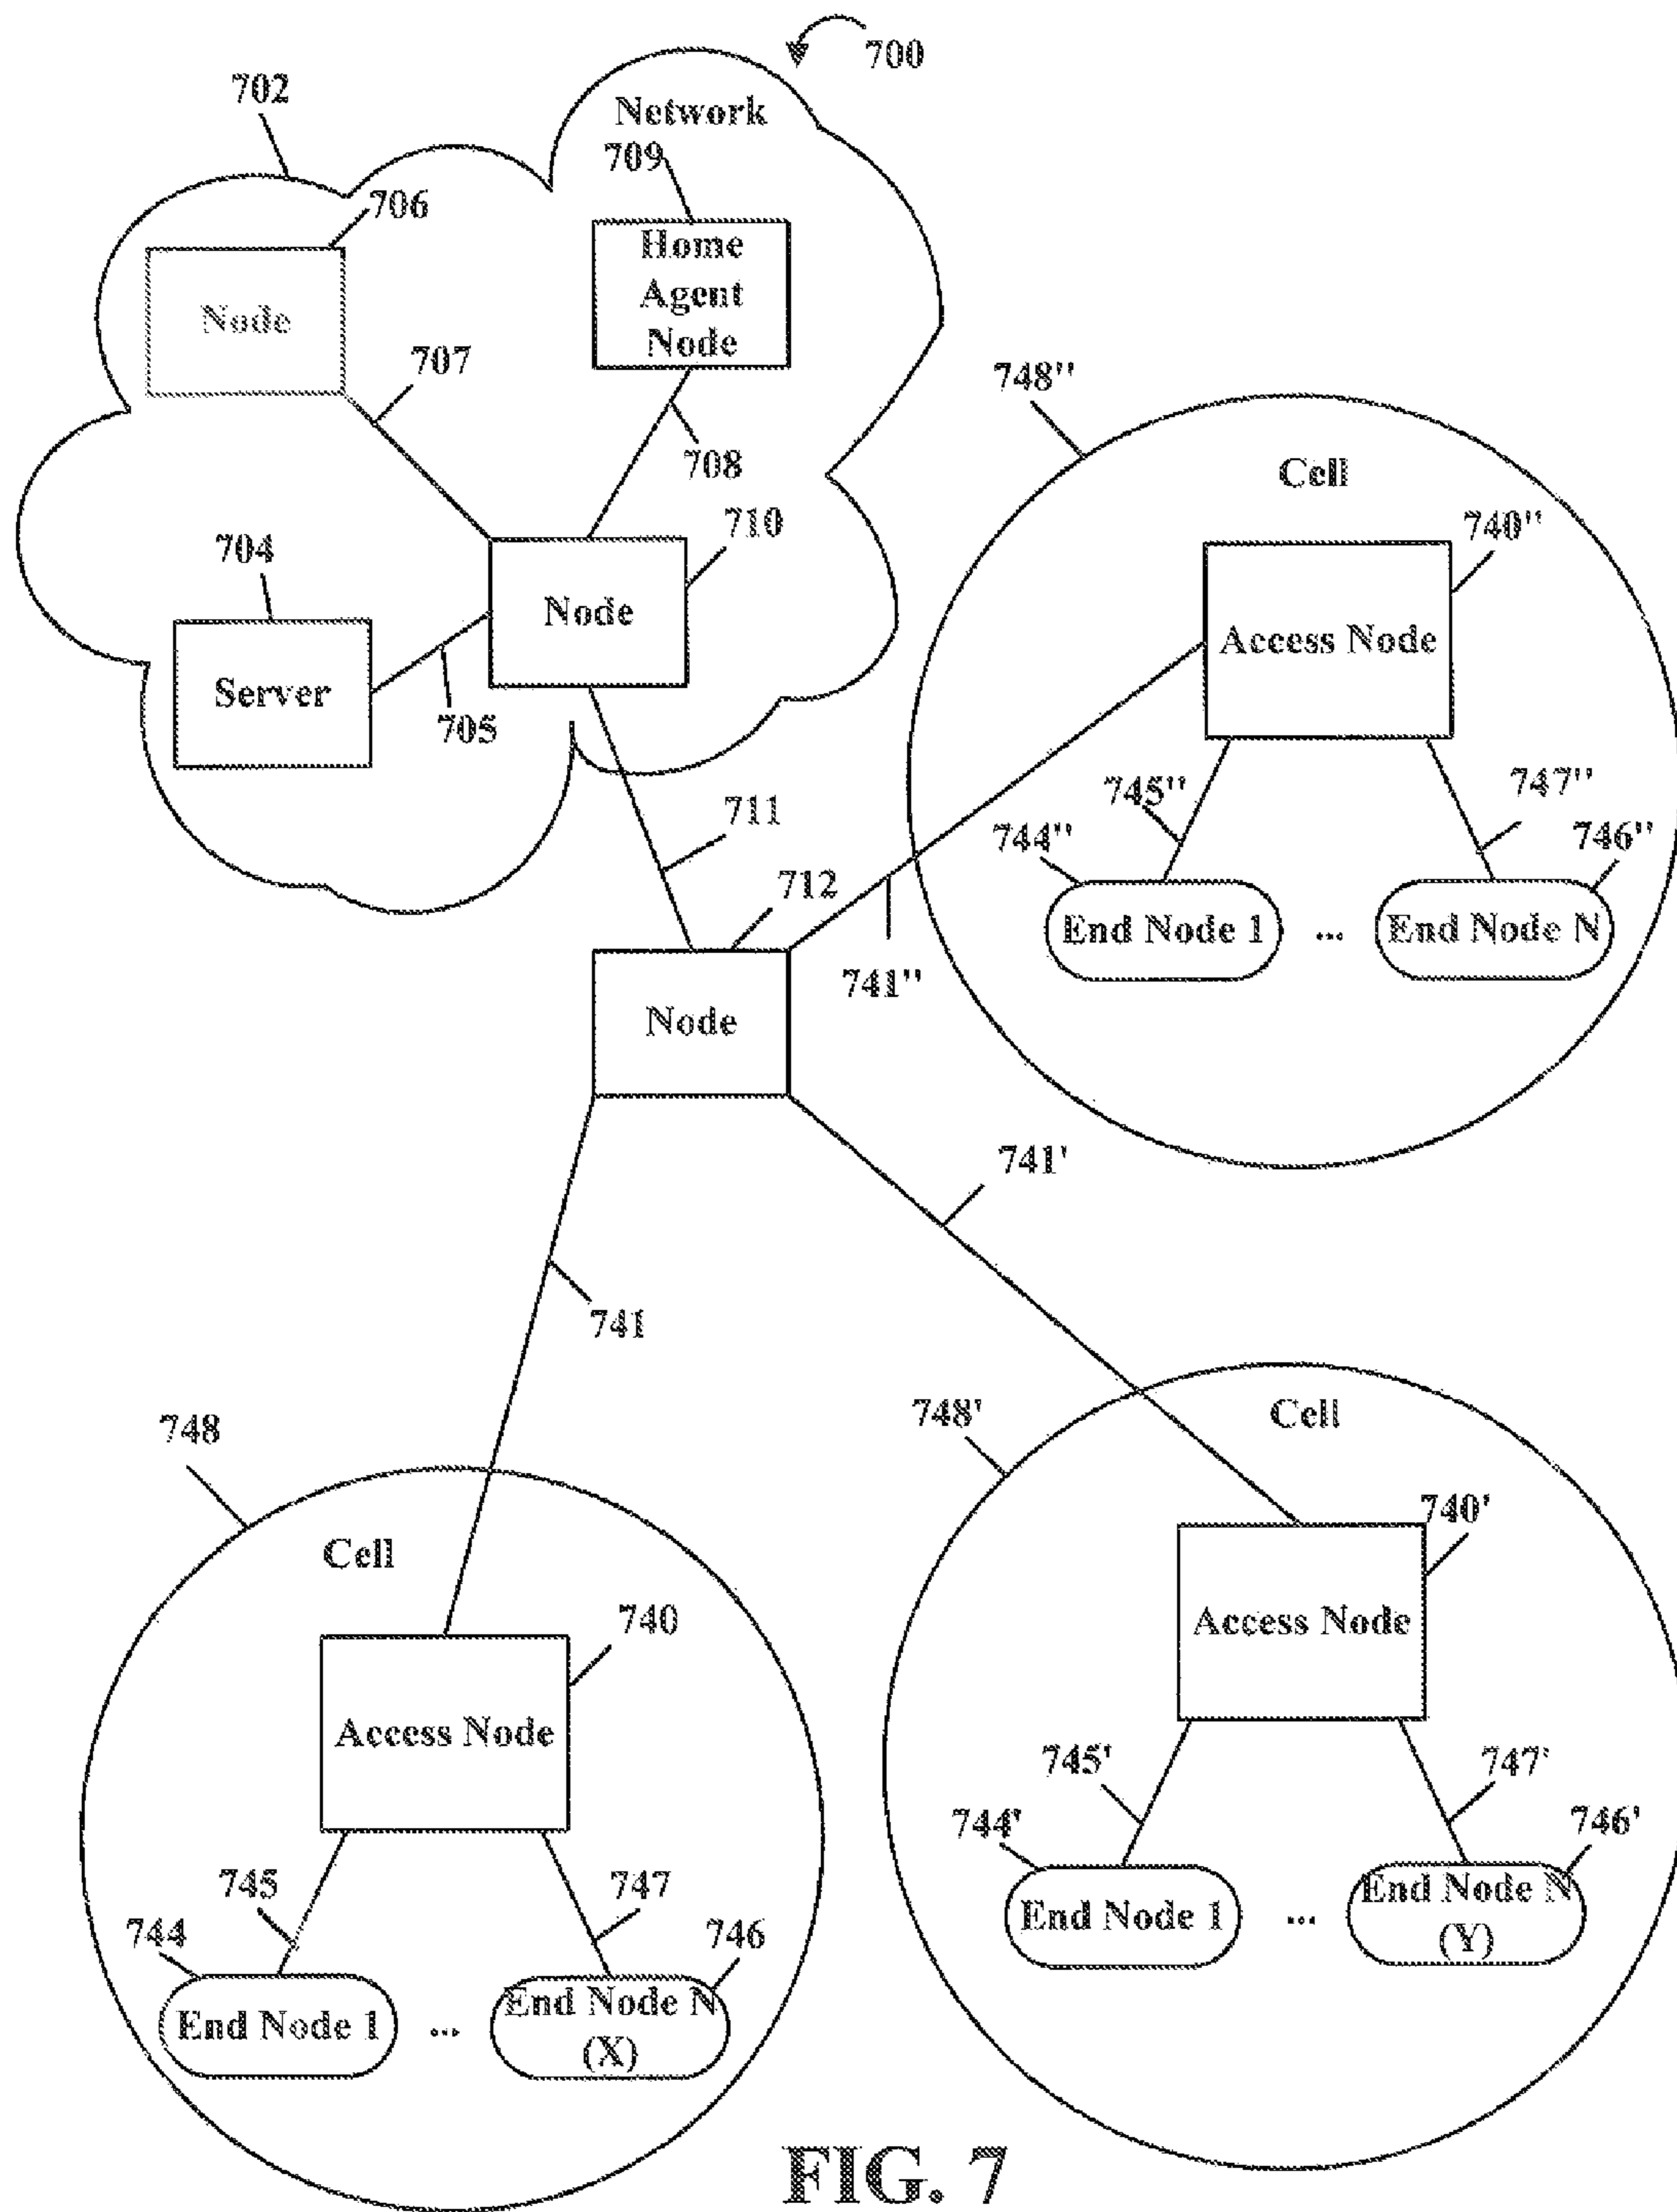 700
702
Network
709
706
Home
Agent
Node
Node
707
708
748"
Cell
704
710
740"
Node
Access Node
Server
705
745"
747"
711
744"
746"
712
End Node 1
...
End Node N
741"
Node
741'
741
748
748'
Cell
Cell
740'
740
Access Node
Access Node
745'
747'
744'
746'
745
747
End Node 1
...
End Node N
(Y)
744
746
End Node 1
...
End Node N
(X)
FIG. 7